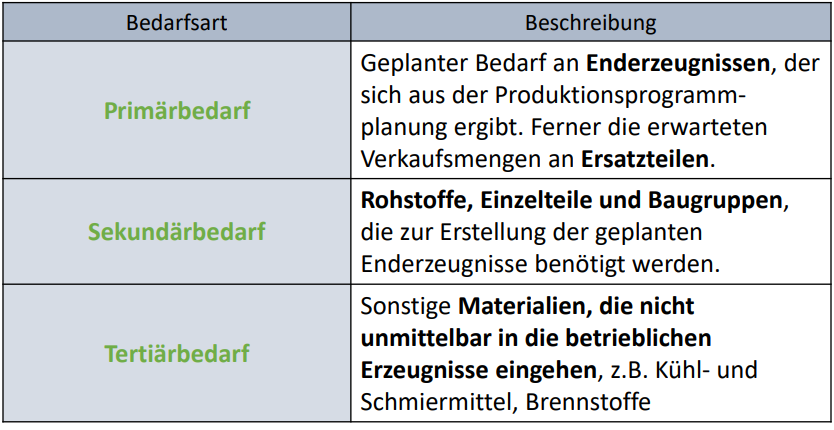 Bedarfsart
Beschreibung
Primärbedarf
Geplanter Bedarf an Enderzeugnissen, der
sich aus der Produktionsprogramm-
planung ergibt. Ferner die erwarteten
Verkaufsmengen an Ersatzteilen.
Sekundärbedarf
Rohstoffe, Einzelteile und Baugruppen,
die zur Erstellung der geplanten
Enderzeugnisse benötigt werden.
Tertiärbedarf
Sonstige Materialien, die nicht
unmittelbar in die betrieblichen
Erzeugnisse eingehen, z.B. Kühl- und
Schmiermittel, Brennstoffe